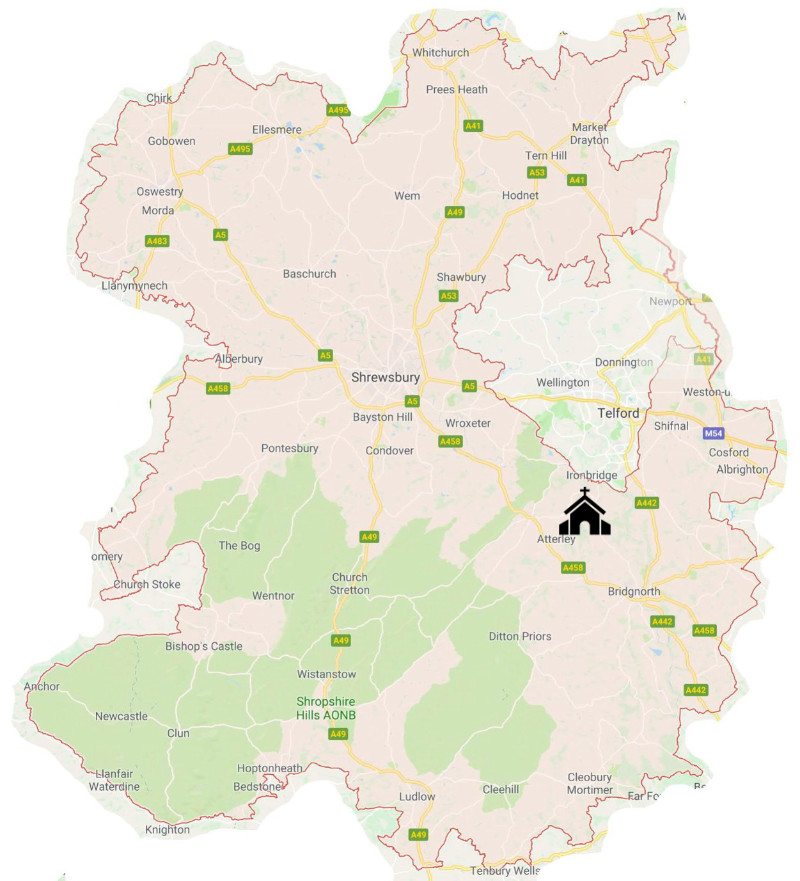 M
Whitchurch
Prees Heath
Chirk
A495
A41
Ellesmere
Market
Drayton
Gobowen
A495
Tern Hill
A53
A41
Oswestry
Wem
Hodnet
Morda
A49
A5
A483
Baschurch
Shawbury
Llanymynech
A53
Newport
Alberbury
A5
Donnington
A41
Shrewsbury
Wellington
A458
A5
Weston-u
A5
Telford
Bayston Hill
Wroxeter
Shifnal
M54
A458
Pontesbury
Condover
Cosford
Albrighton
Ironbridge
A442
A49
Atterley
The Bog
omery
A458
Church Stoke
Church
Stretton
Bridgnorth
Wentnor
A442
A458
Ditton Priors
A49
Bishop's Castle
Wistanstow
Anchor
A442
Shropshire
Hills AONB
Newcastle
Clun
A49
Hoptonheath
Llanfair
Waterdine
Bedstone
Cleobury
Mortimer
Cleehill
Ludlow
Far Fo
Knighton
A49
Tenbury Wells